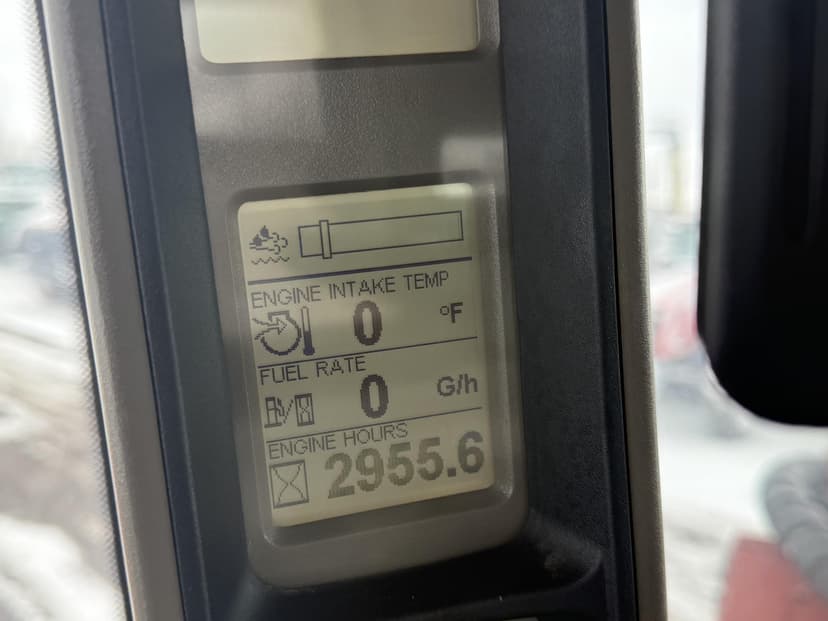 ENGINE INTAKE TEMP
0 °F
FUEL RATE
0 G/h
ENGINE HOURS
2955.6